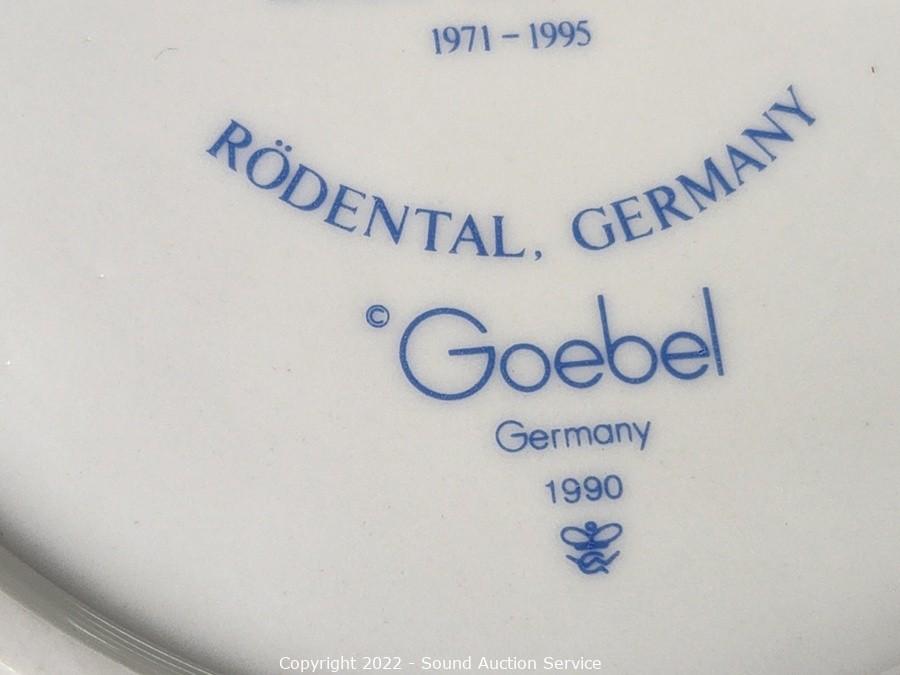 1971 – 1995
RÖDENTAL, GERMANY
© Goebel
Germany
1990
Copyright 2022 - Sound Auction Service